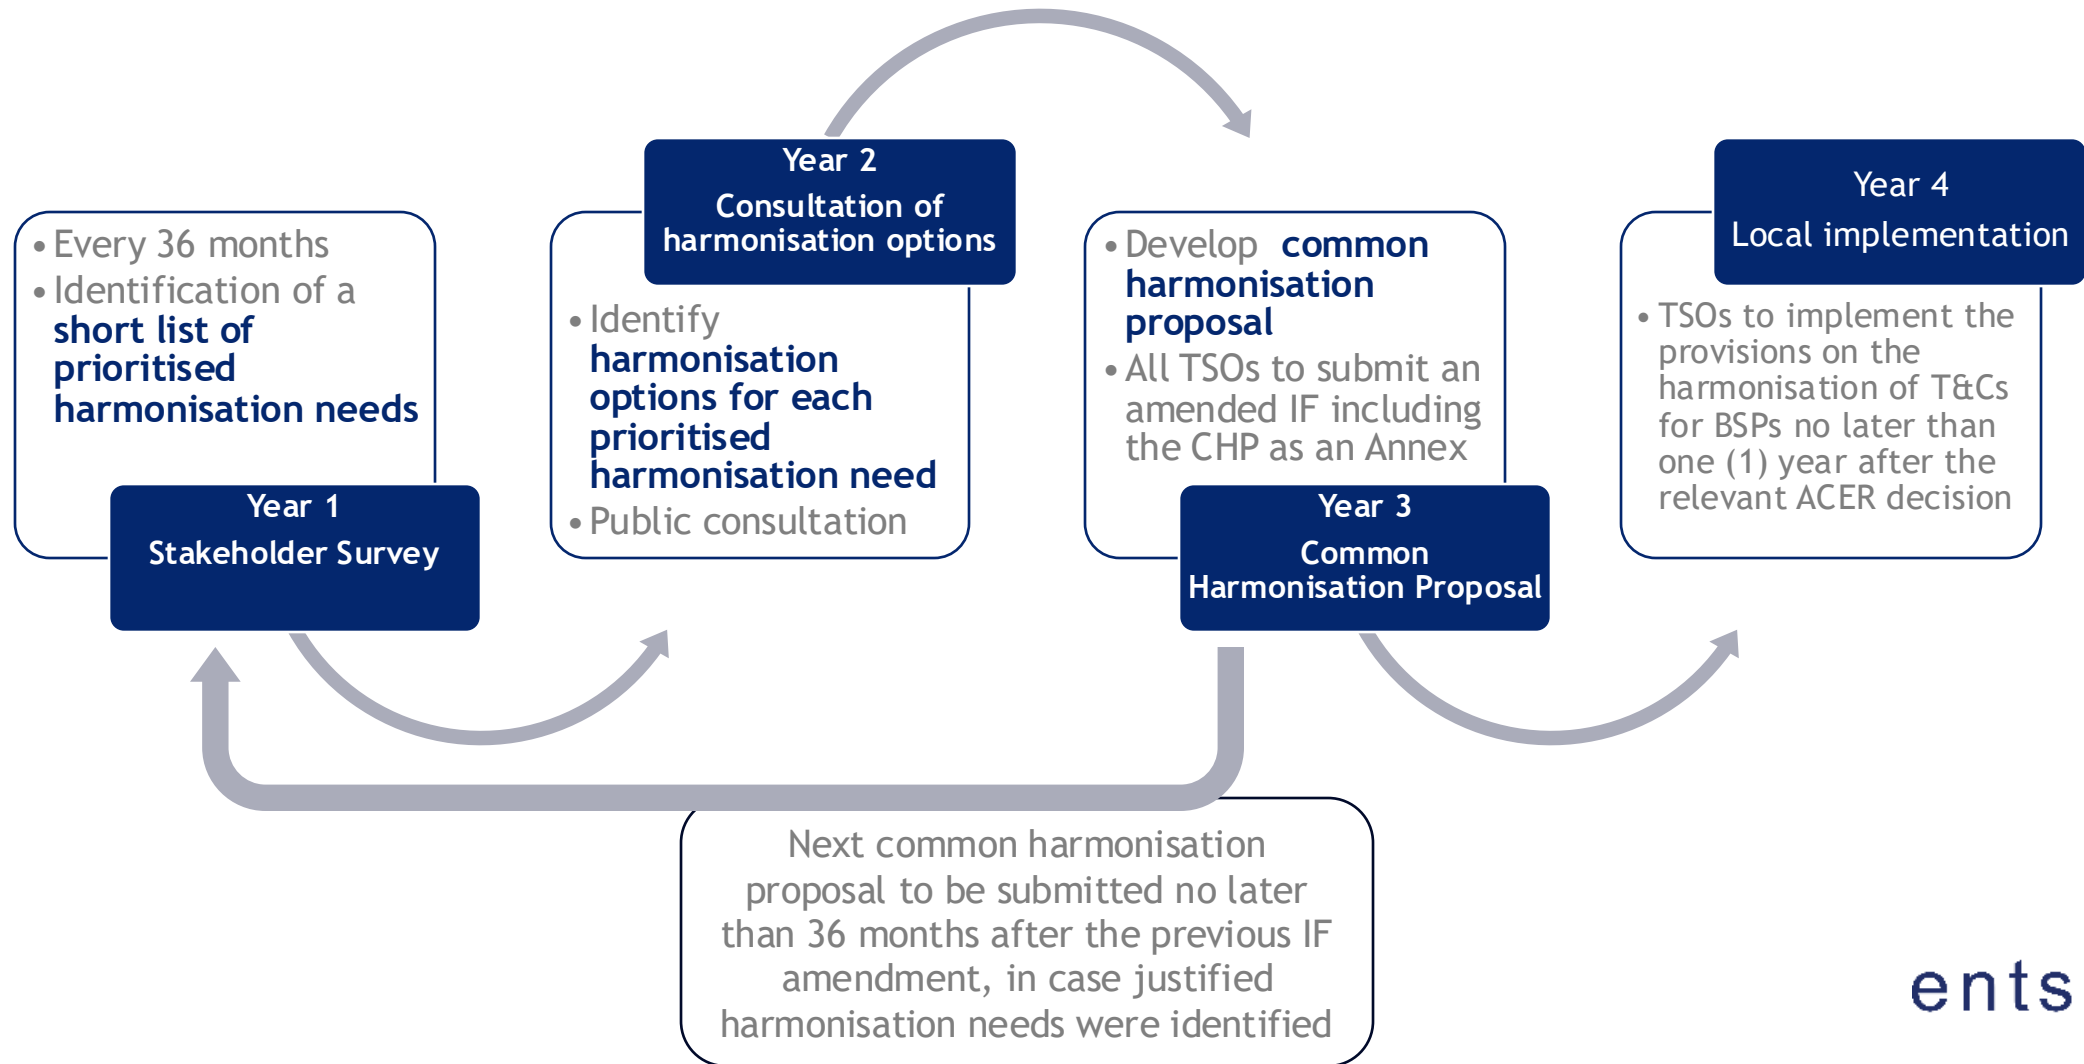 • Every 36 months
• Identification of a
short list of
prioritised
harmonisation needs
Year 1
Stakeholder Survey
Year 2
Consultation of
harmonisation options
• Identify
harmonisation
options for each
prioritised
harmonisation need
• Public consultation
• Develop common
harmonisation
proposal
• All TSOs to submit an
amended IF including
the CHP as an Annex
Year 3
Common
Harmonisation Proposal
Year 4
Local implementation
• TSOs to implement the
provisions on the
harmonisation of T&Cs
for BSPs no later than
one (1) year after the
relevant ACER decision
Next common harmonisation
proposal to be submitted no later
than 36 months after the previous IF
amendment, in case justified
harmonisation needs were identified
ents